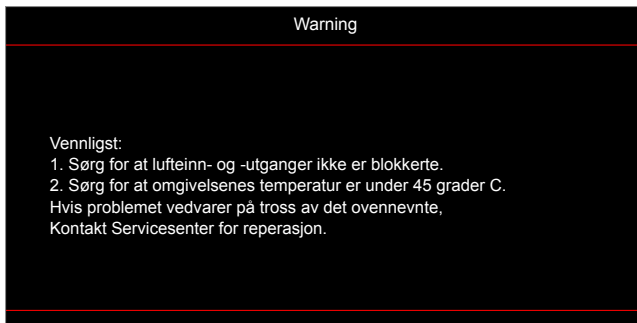 Warning
Vennligst:
1. Sørg for at lufteinn- og -utganger ikke er blokkerte.
2. Sørg for at omgivelsenes temperatur er under 45 grader C.
Hvis problemet vedvarer på tross av det ovennevnte,
Kontakt Servicesenter for reperasjon.